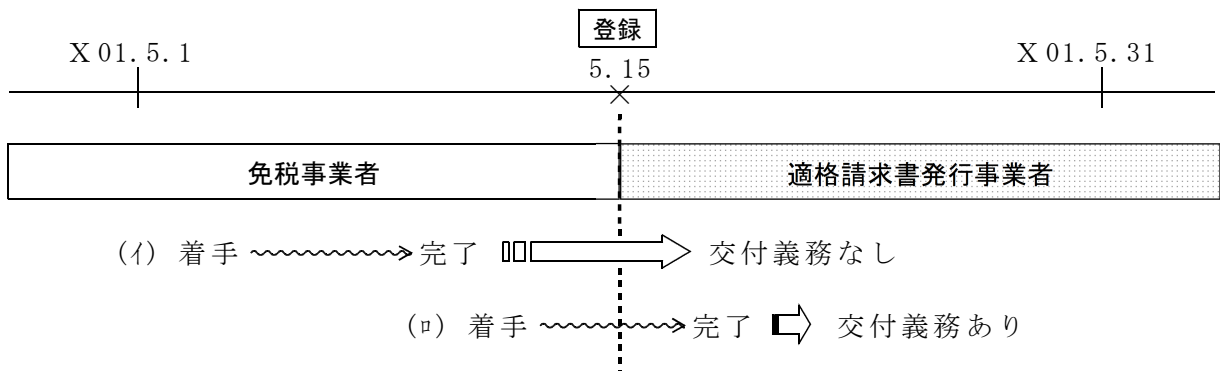 登録
X01.5.1
5.15
X01.5.31
免税事業者
適格請求書発行事業者
(ｲ) 着手 完了 交付義務なし
(ﾛ) 着手 完了 交付義務あり